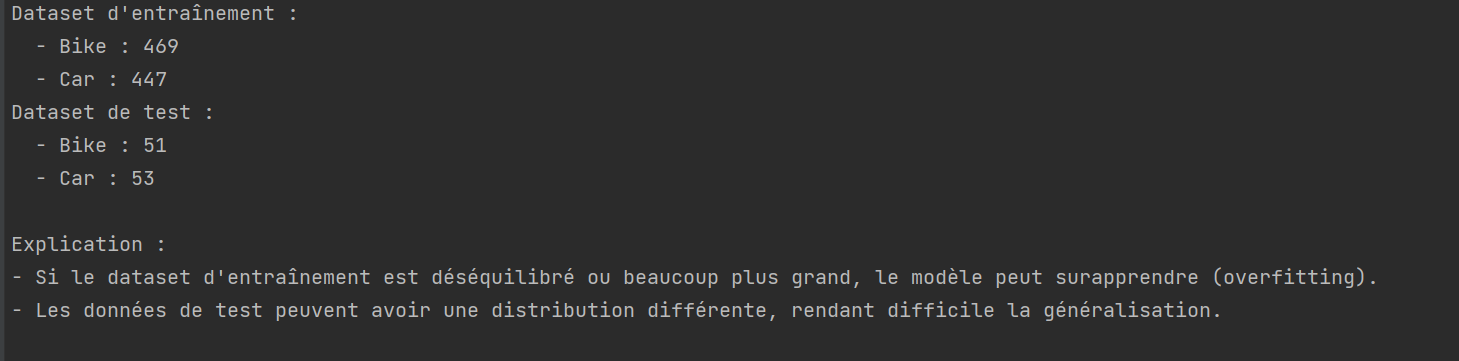 Dataset d'entraînement :
  - Bike : 469
  - Car : 447
Dataset de test :
  - Bike : 51
  - Car : 53
Explication :
- Si le dataset d'entraînement est déséquilibré ou beaucoup plus grand, le modèle peut surapprendre (overfitting).
- Les données de test peuvent avoir une distribution différente, rendant difficile la généralisation.